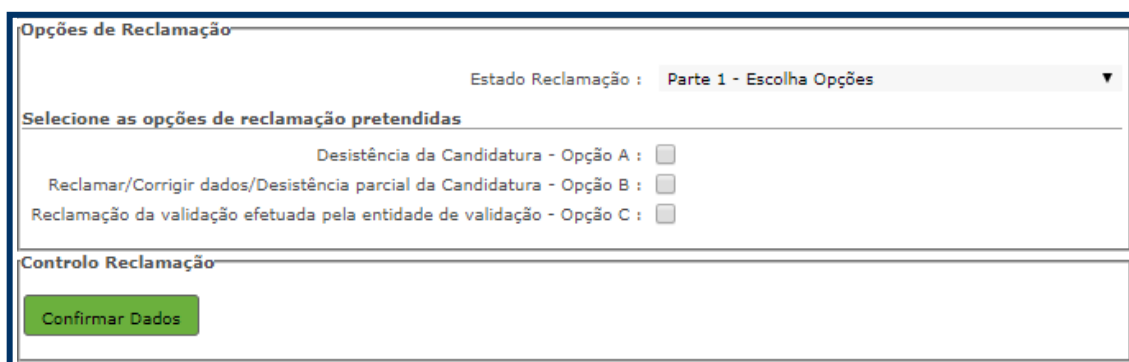 Opções de Reclamação
Estado Reclamação : Parte 1 - Escolha Opções
Selecione as opções de reclamação pretendidas
Desistência da Candidatura - Opção A :
Reclamar/Corrigir dados/Desistência parcial da Candidatura - Opção B :
Reclamação da validação efetuada pela entidade de validação - Opção C :
Controlo Reclamação
Confirmar Dados